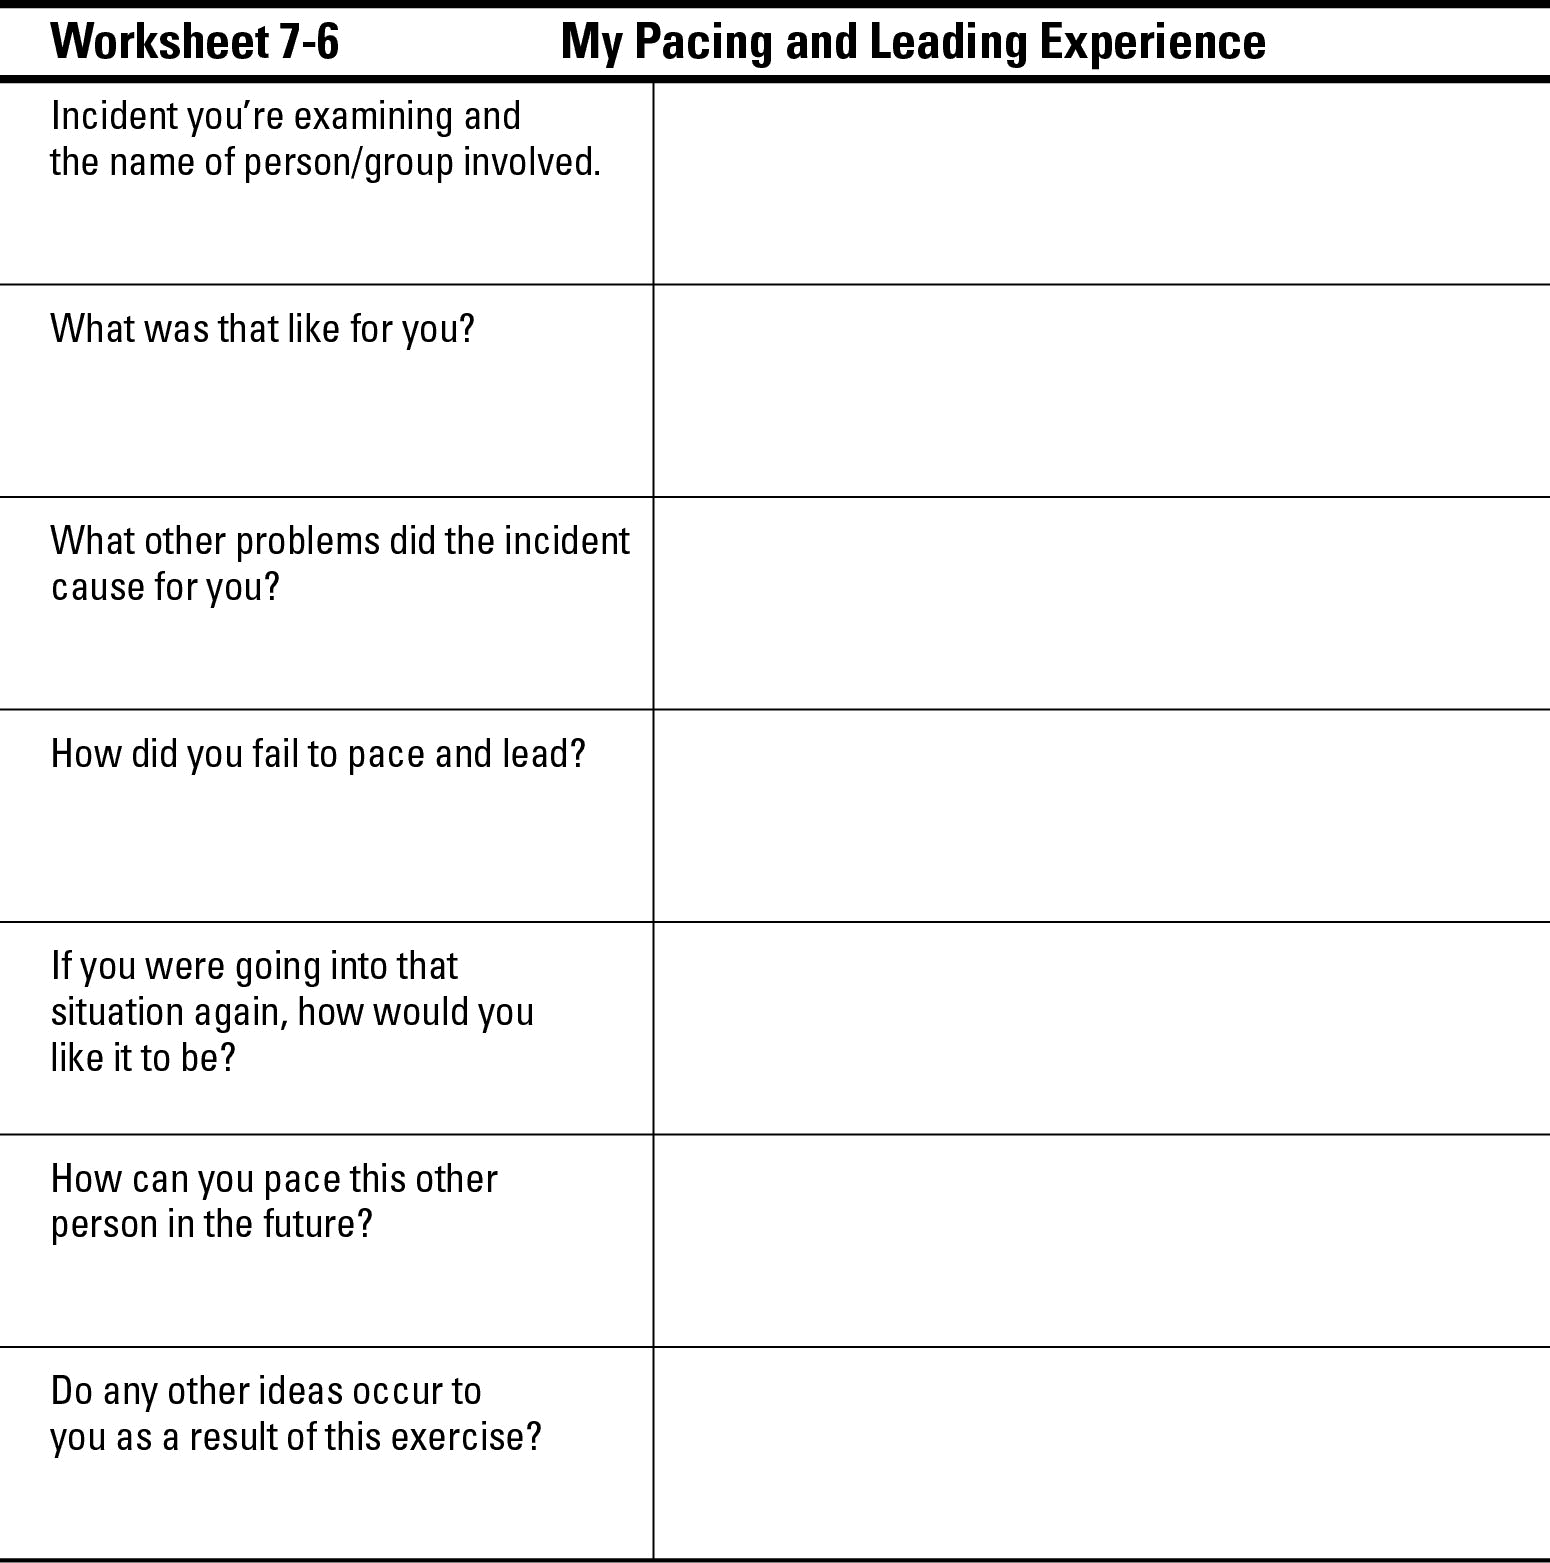 Worksheet 7-6 My Pacing and Leading Experience
Incident you’re examining and
the name of person/group involved.
What was that like for you?
What other problems did the incident
cause for you?
How did you fail to pace and lead?
If you were going into that
situation again, how would you
like it to be?
How can you pace this other
person in the future?
Do any other ideas occur to
you as a result of this exercise?